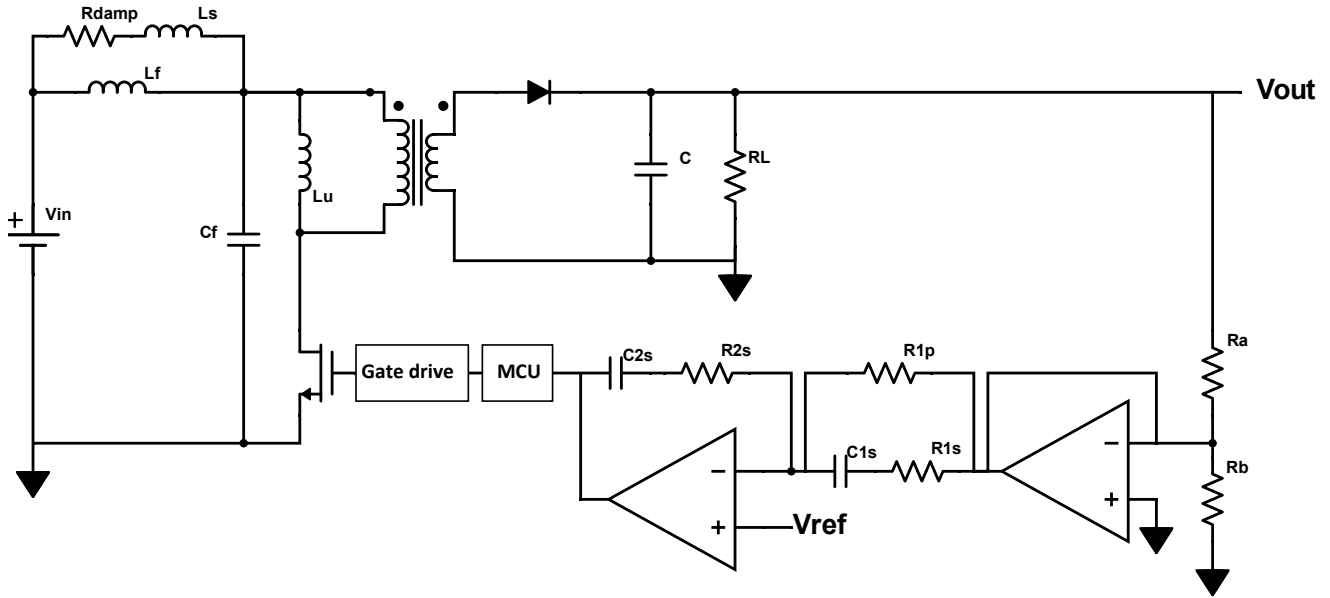 Rdamp
Ls
Lf
Vout
C
RL
Lu
Vin
+
Cf
Ra
C2s
R2s
R1p
Gate drive
MCU
C1s
R1s
−
−
Rb
+
+
Vref